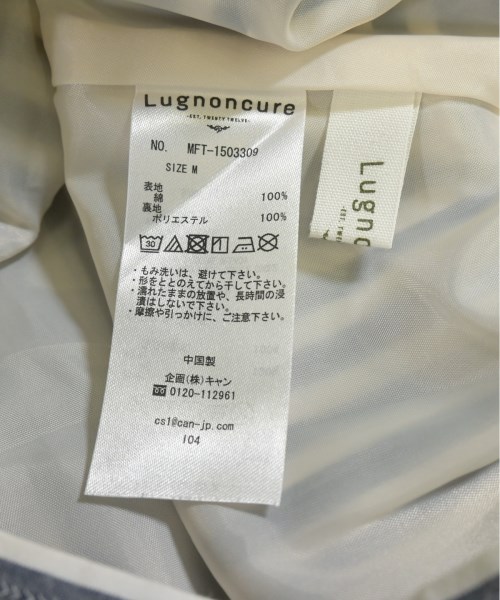 Lugnoncure
-EST. TWENTY TWELVE-
NO. MFT-1503309
SIZE M
表地
綿 100%
裏地
ポリエステル 100%
30
・もみ洗いは、避けて下さい。
・形をととのえてから干して下さい。
・濡れたままの放置や、長時間の浸
漬はしないで下さい。
・摩擦や引っかけに、ご注意下さい。
中国製
企画(株)キャン
0120-112961
cs1@can-jp.com
I04
Lugno
-EST. TW